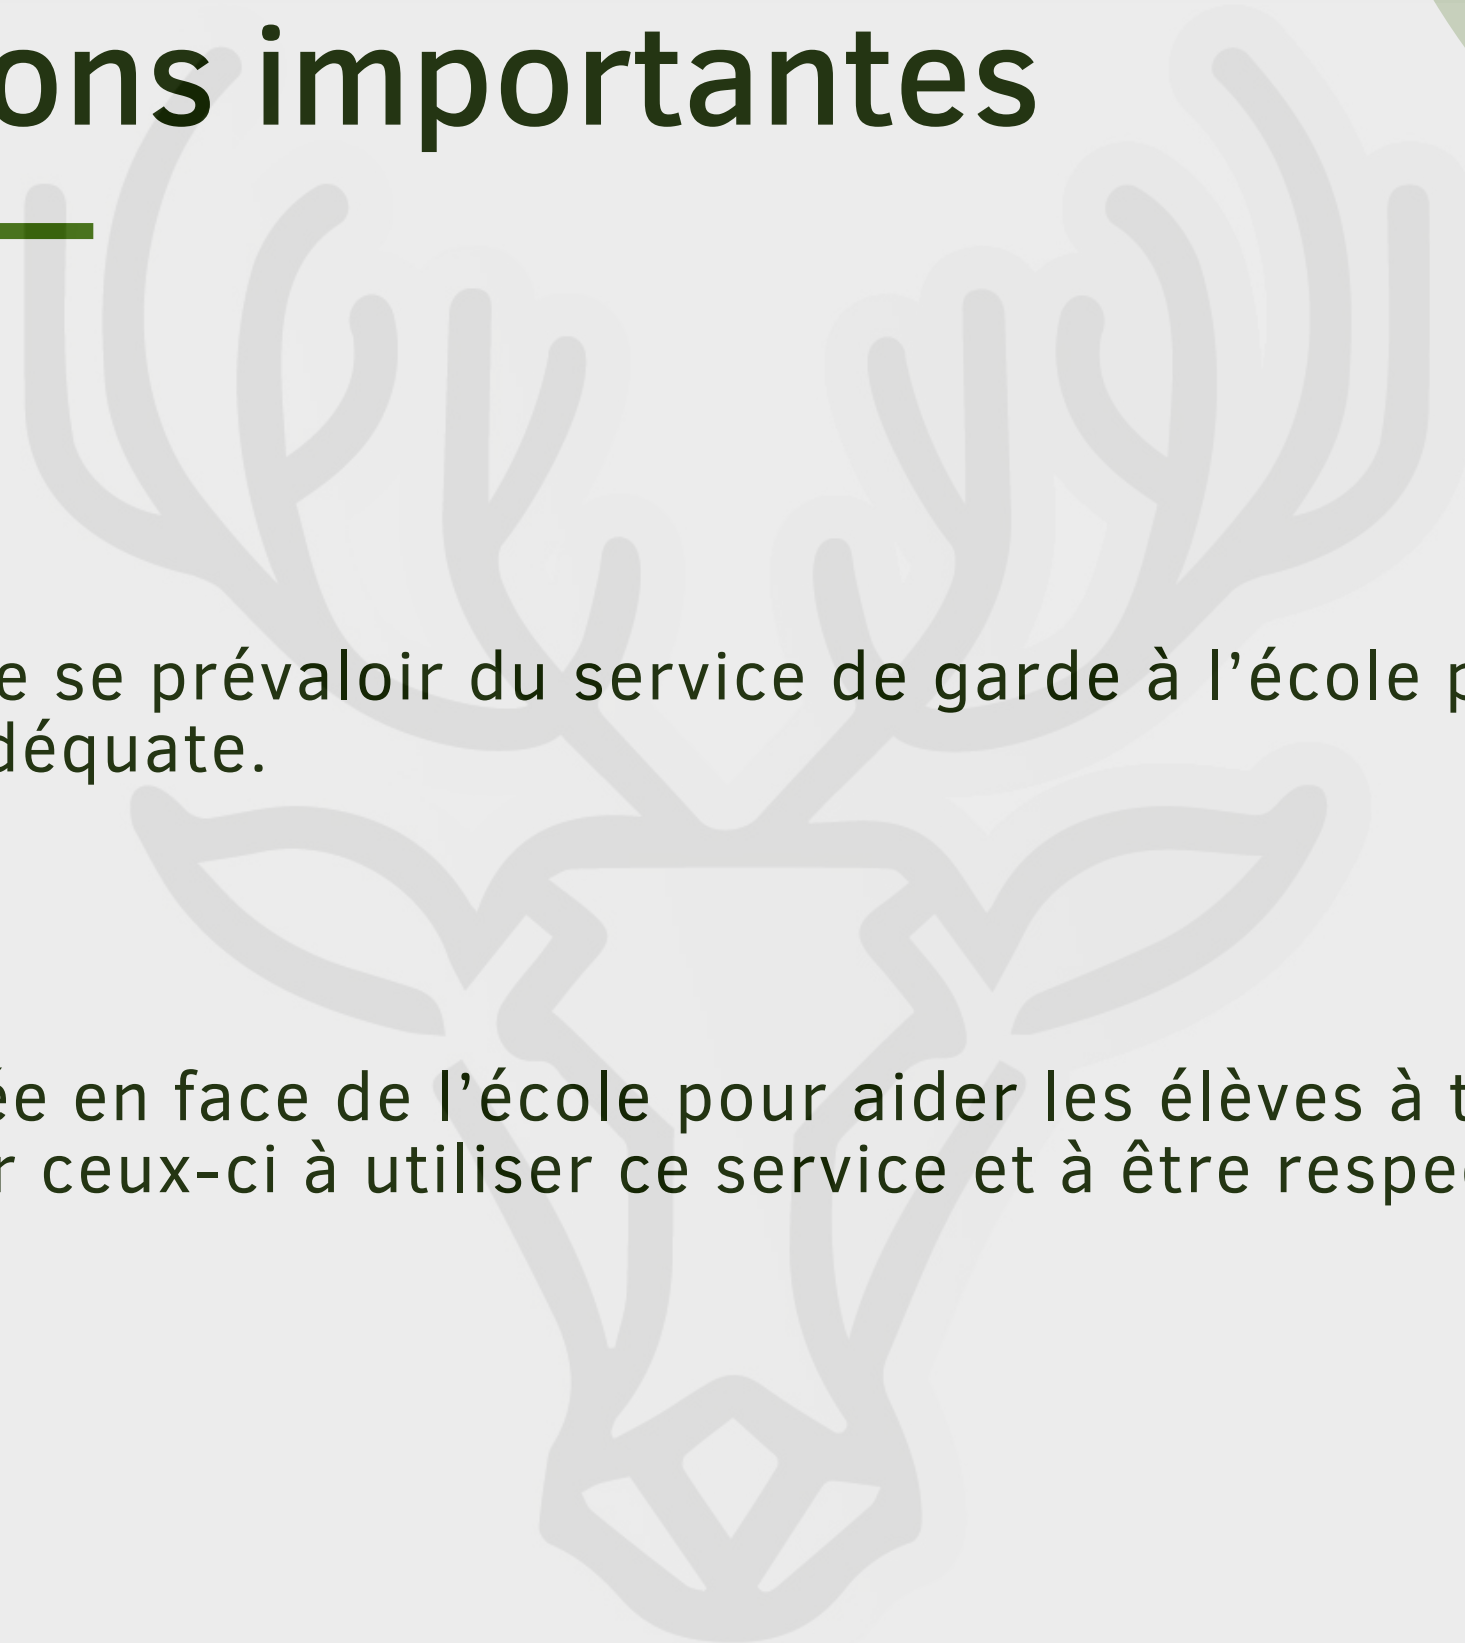 ons importantes
e se prévaloir du service de garde à l’école p
déquate.
ée en face de l’école pour aider les élèves à t
r ceux-ci à utiliser ce service et à être respe